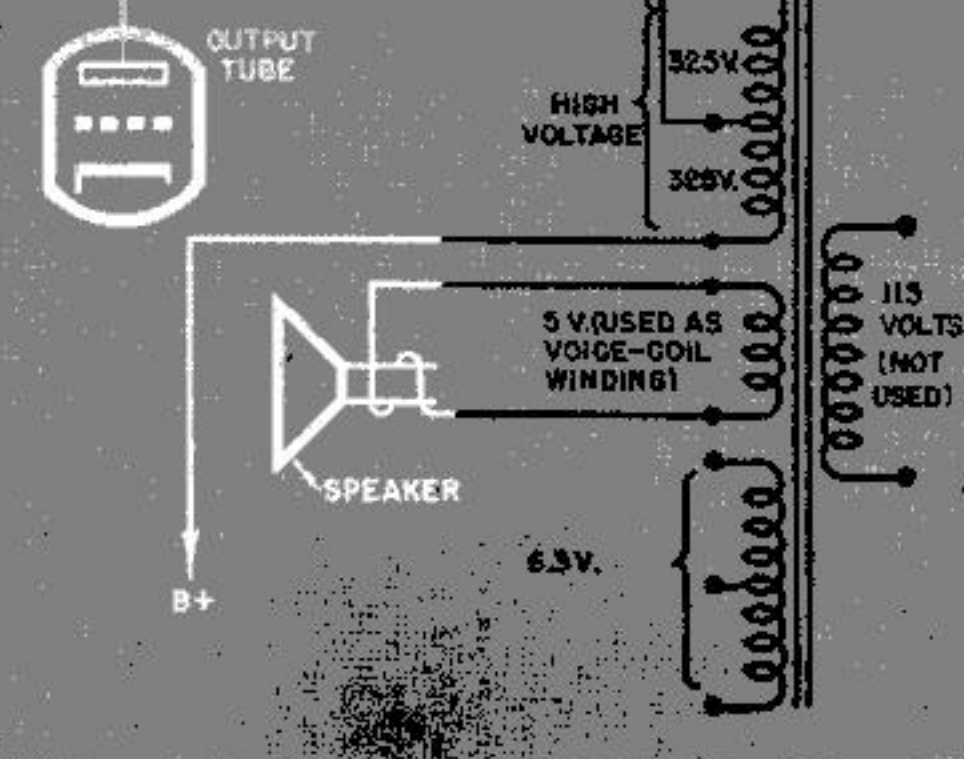 OUTPUT
TUBE
325V.
HIGH
VOLTAGE
325V.
115
VOLTS
(NOT
USED)
5 V.(USED AS
VOICE-COIL
WINDING)
SPEAKER
6.3V.
B+